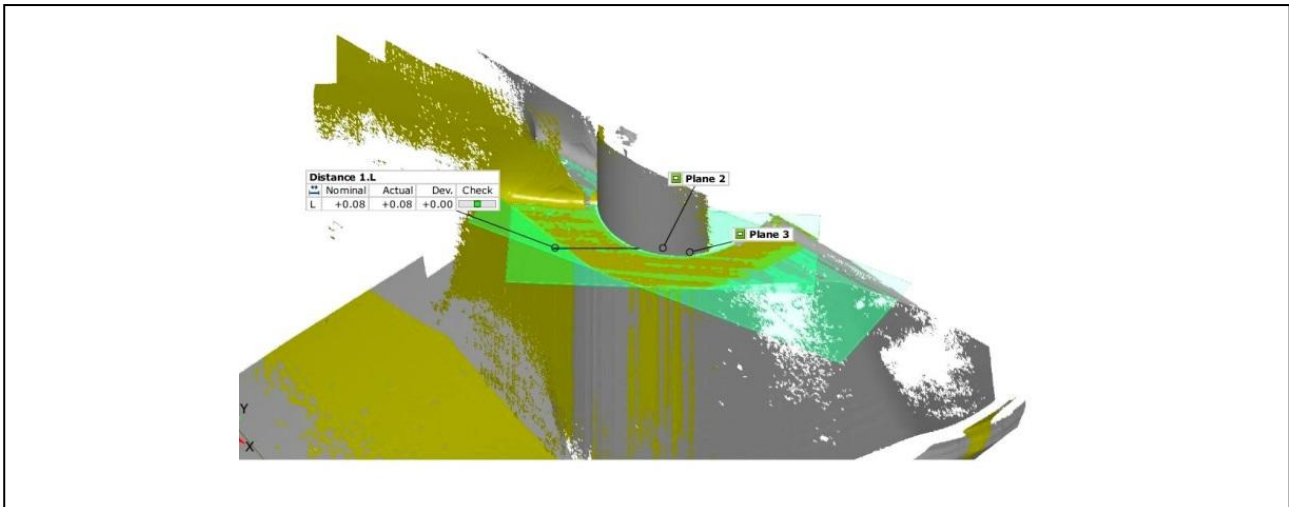 Distance 1.L
Nominal Actual Dev. Check
L +0.08 +0.08 +0.00
Plane 2
Plane 3
Y
X